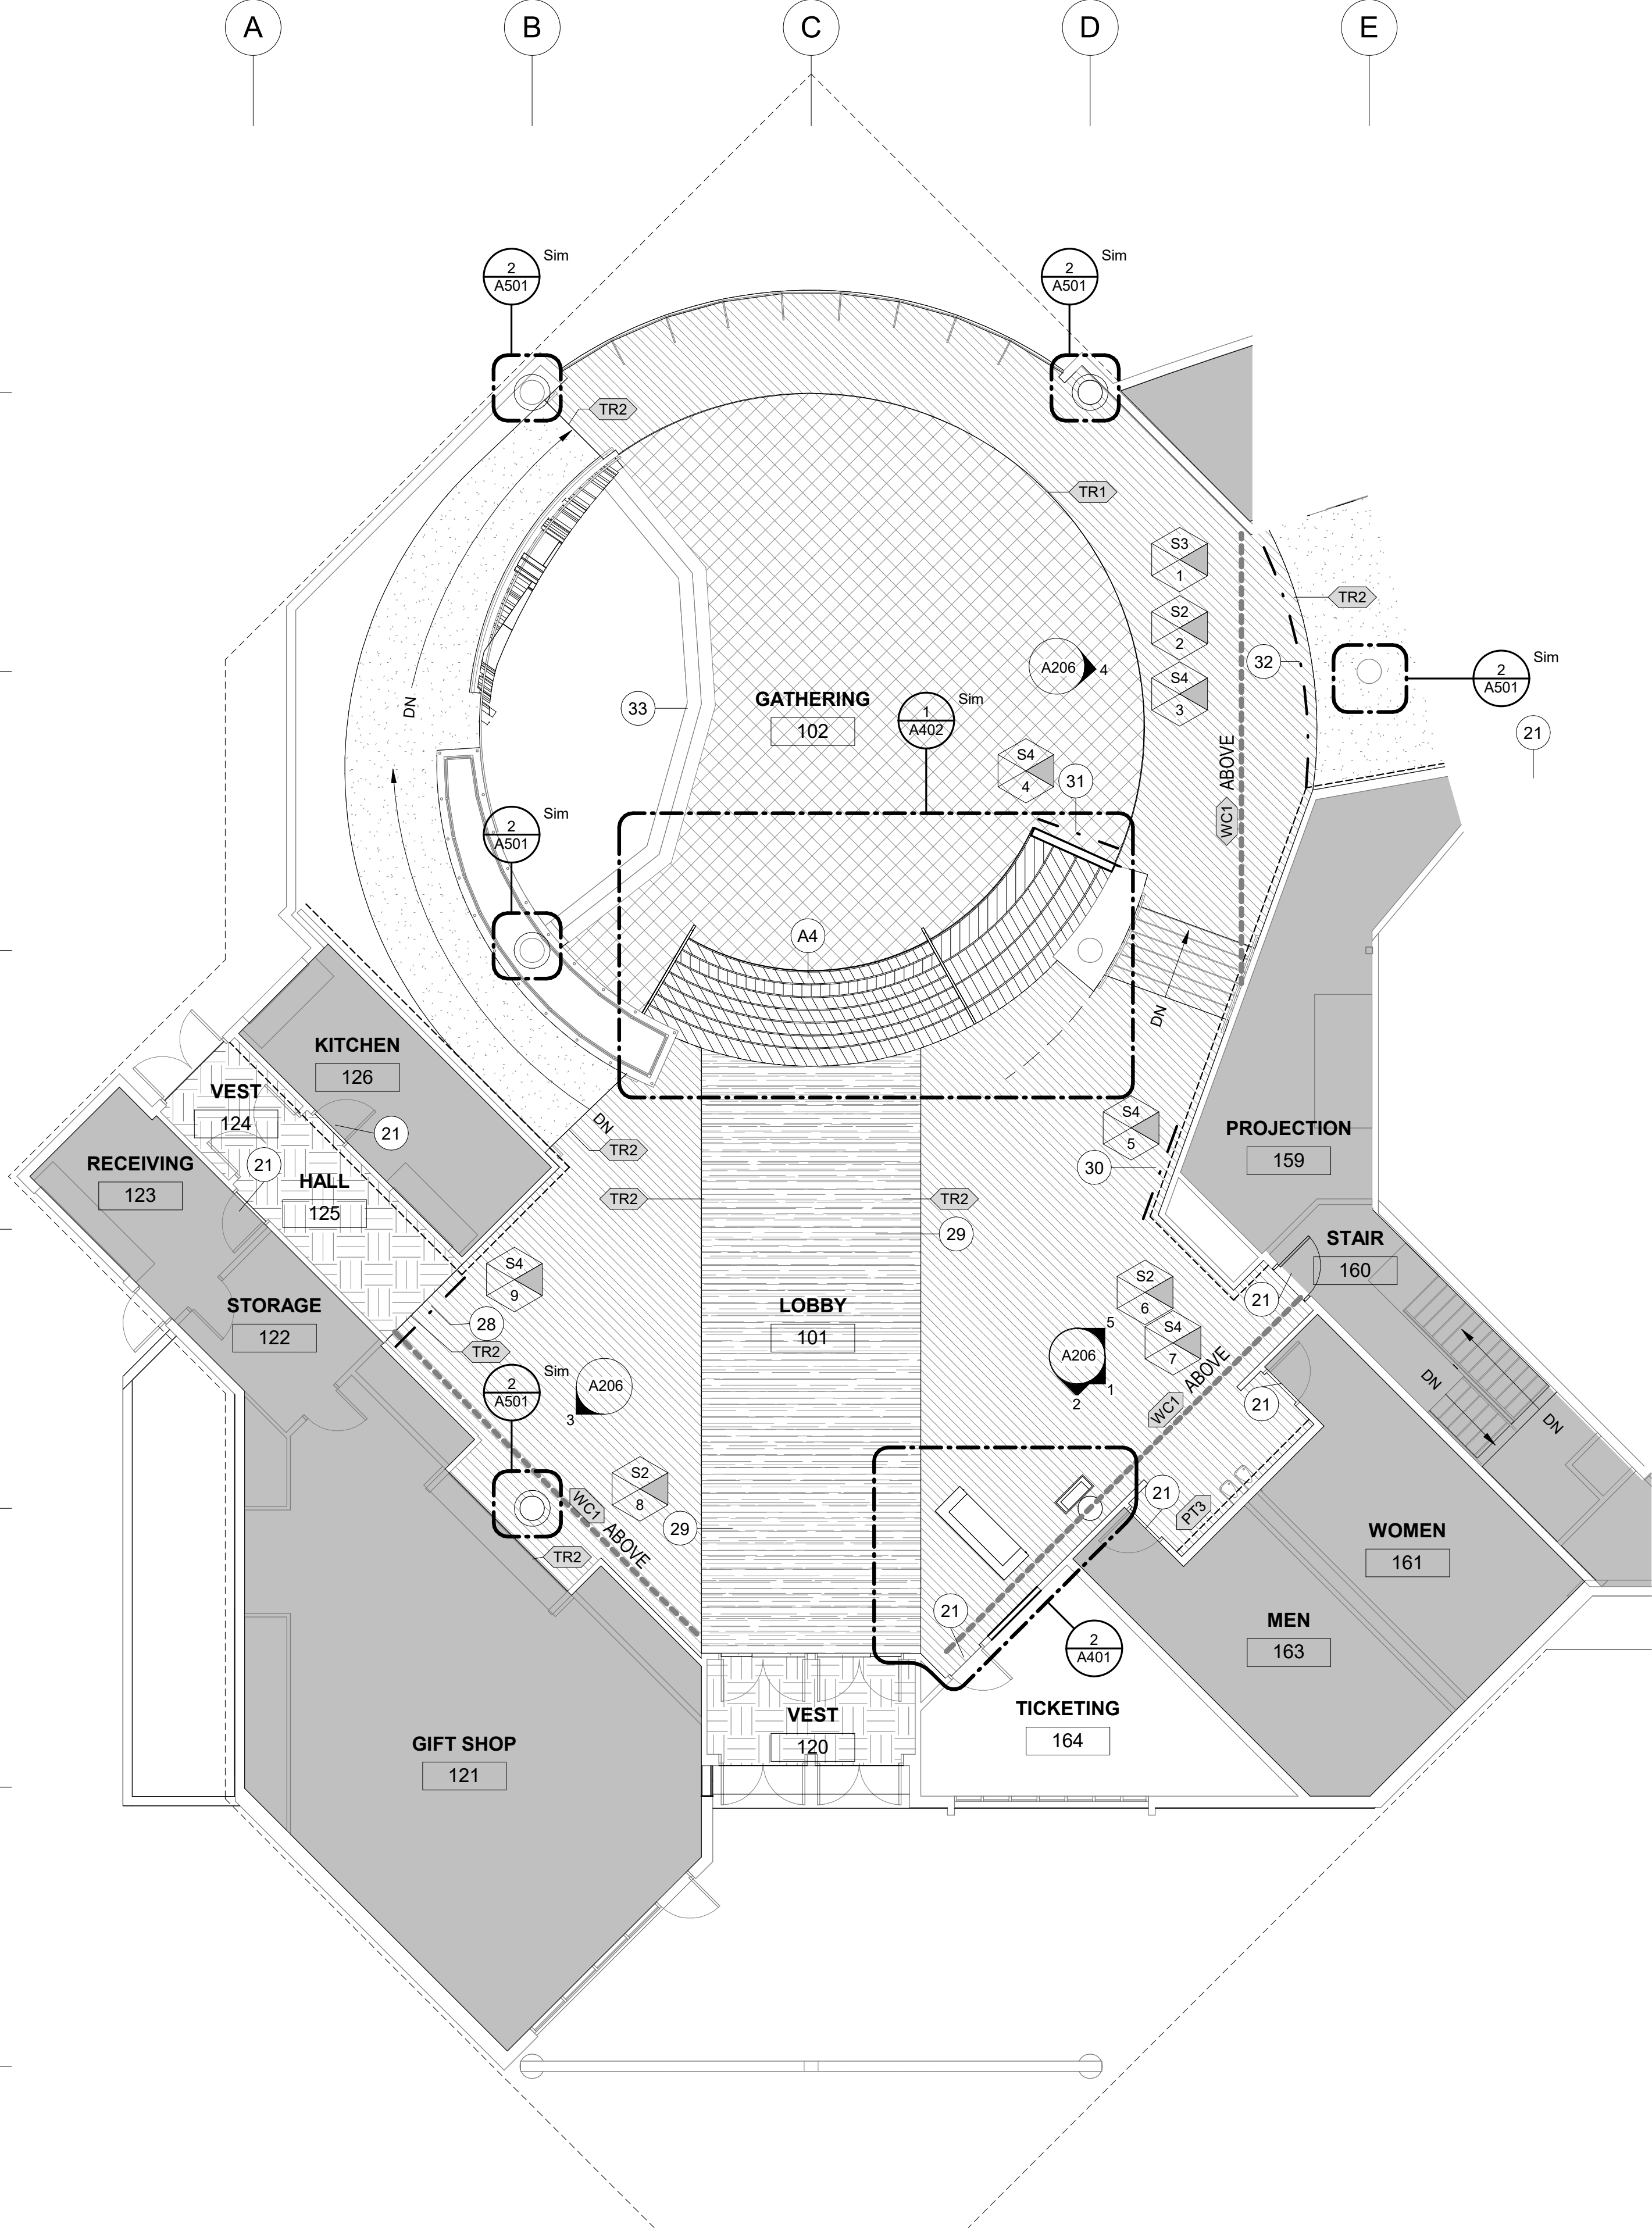 A
B
C
D
E
2
A501
Sim
2
A501
Sim
TR2
TR1
S3
1
S2
2
S4
3
TR2
32
2
A501
Sim
21
A206
4
DN
33
GATHERING
102
1
A402
Sim
S4
4
31
WC1
ABOVE
2
A501
Sim
A4
DN
KITCHEN
126
VEST
124
21
RECEIVING
123
21
HALL
125
DN
TR2
TR2
TR2
29
S4
5
30
PROJECTION
159
STAIR
160
21
S4
9
28
TR2
STORAGE
122
LOBBY
101
S2
6
S4
7
A206
5
1
2
WC1
ABOVE
21
DN
DN
2
A501
Sim
A206
3
S2
8
29
WC1
ABOVE
TR2
21
PT3
WOMEN
161
21
MEN
163
2
A401
TICKETING
164
VEST
120
GIFT SHOP
121